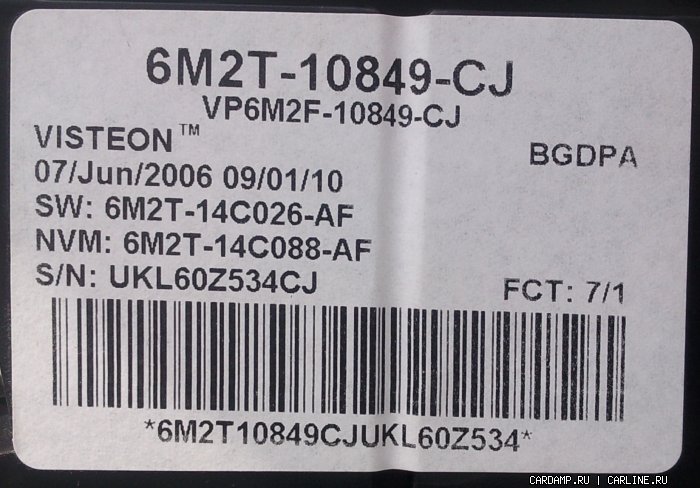 6M2T-10849-CJ
VP6M2F-10849-CJ
VISTEON™
BGDPA
07/Jun/2006 09/01/10
SW: 6M2T-14C026-AF
NVM: 6M2T-14C088-AF
S/N: UKL60Z534CJ
FCT: 7/1
*6M2T10849CJUKL60Z534*
CARDAMP.RU | CARLINE.RU